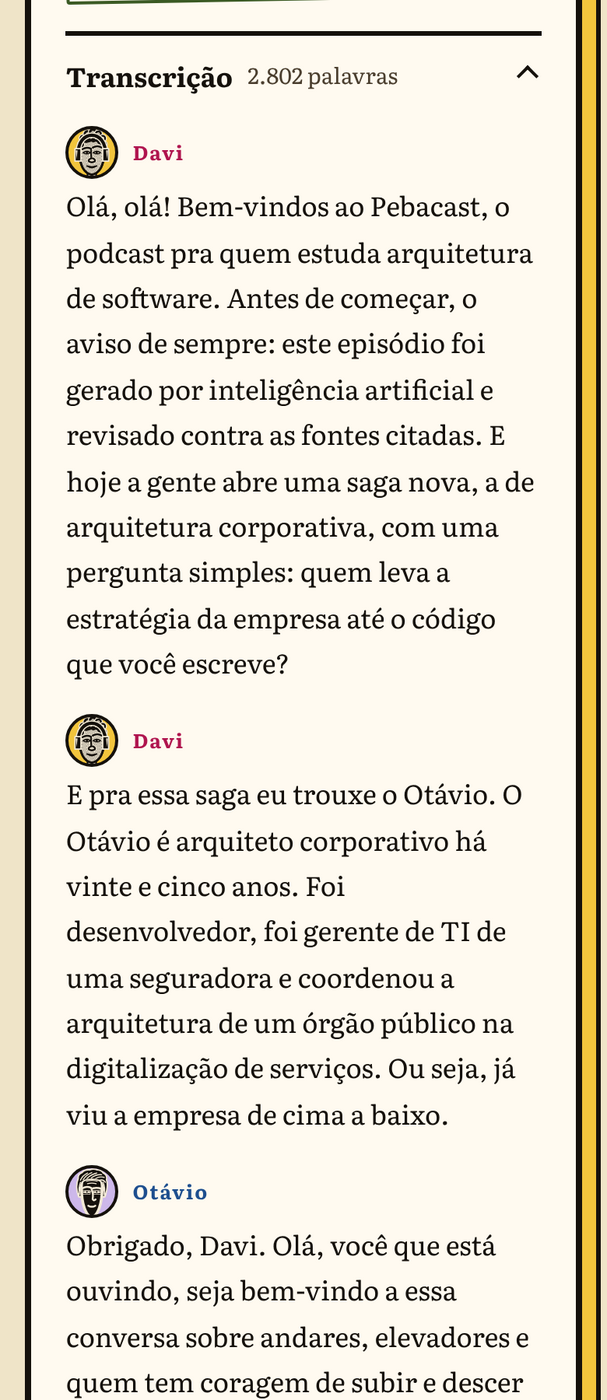 Transcrição 2.802 palavras
Davi
Olá, olá! Bem-vindos ao Pebacast, o
podcast pra quem estuda arquitetura
de software. Antes de começar, o
aviso de sempre: este episódio foi
gerado por inteligência artificial e
revisado contra as fontes citadas. E
hoje a gente abre uma saga nova, a de
arquitetura corporativa, com uma
pergunta simples: quem leva a
estratégia da empresa até o código
que você escreve?
Davi
E pra essa saga eu trouxe o Otávio. O
Otávio é arquiteto corporativo há
vinte e cinco anos. Foi
desenvolvedor, foi gerente de TI de
uma seguradora e coordenou a
arquitetura de um órgão público na
digitalização de serviços. Ou seja, já
viu a empresa de cima a baixo.
Otávio
Obrigado, Davi. Olá, você que está
ouvindo, seja bem-vindo a essa
conversa sobre andares, elevadores e
quem tem coragem de subir e descer